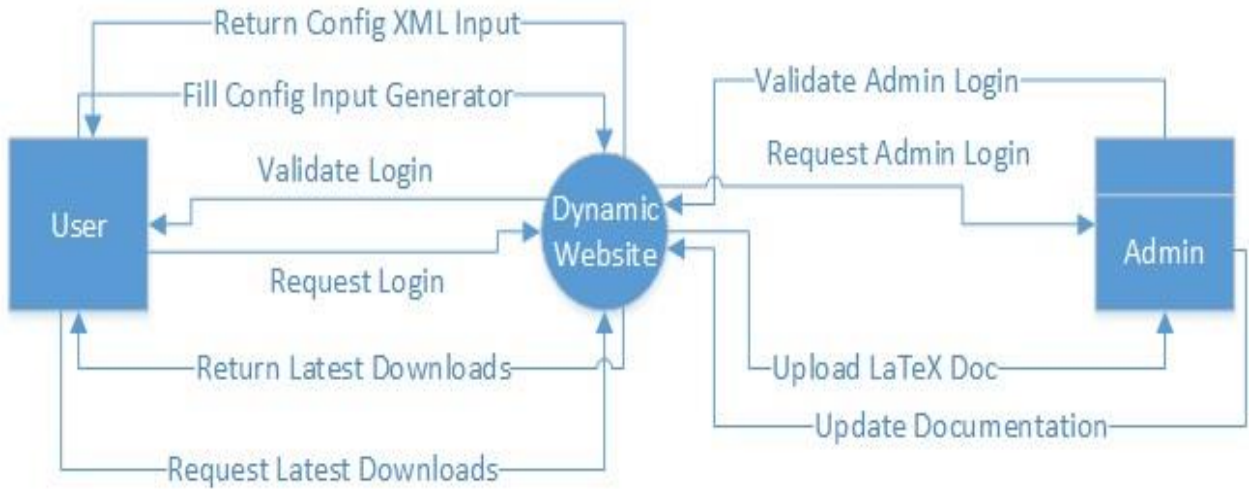 Return Config XML Input
Fill Config Input Generator
Validate Admin Login
Validate Login
Request Admin Login
User
Dynamic
Website
Admin
Request Login
Return Latest Downloads
Upload LaTeX Doc
Update Documentation
Request Latest Downloads